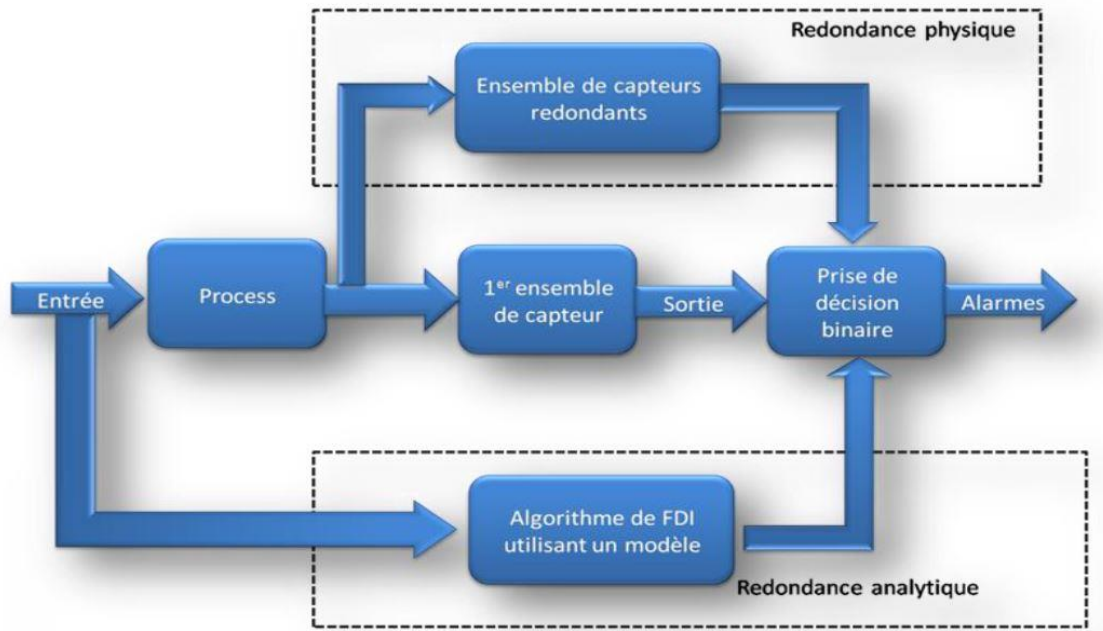 Redondance physique
Ensemble de capteurs
redondants
Entrée
Process
1er ensemble
de capteur
Sortie
Prise de
décision
binaire
Alarmes
Algorithme de FDI
utilisant un modèle
Redondance analytique